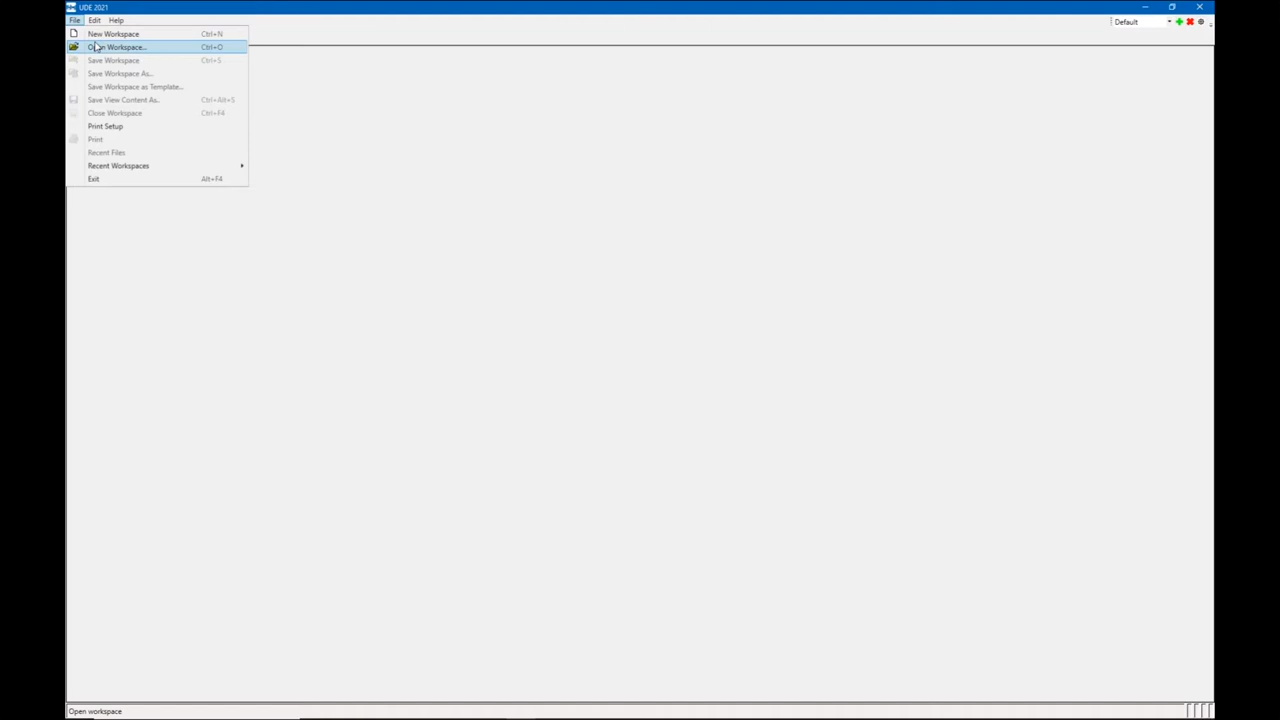 UDE 2021
File Edit Help
Default
New Workspace Ctrl+N
Open Workspace... Ctrl+O
Save Workspace Ctrl+S
Save Workspace As...
Save Workspace as Template...
Save View Content As.. Ctrl+Alt+S
Close Workspace Ctrl+F4
Print Setup
Print
Recent Files
Recent Workspaces
Exit Alt+F4
Open workspace